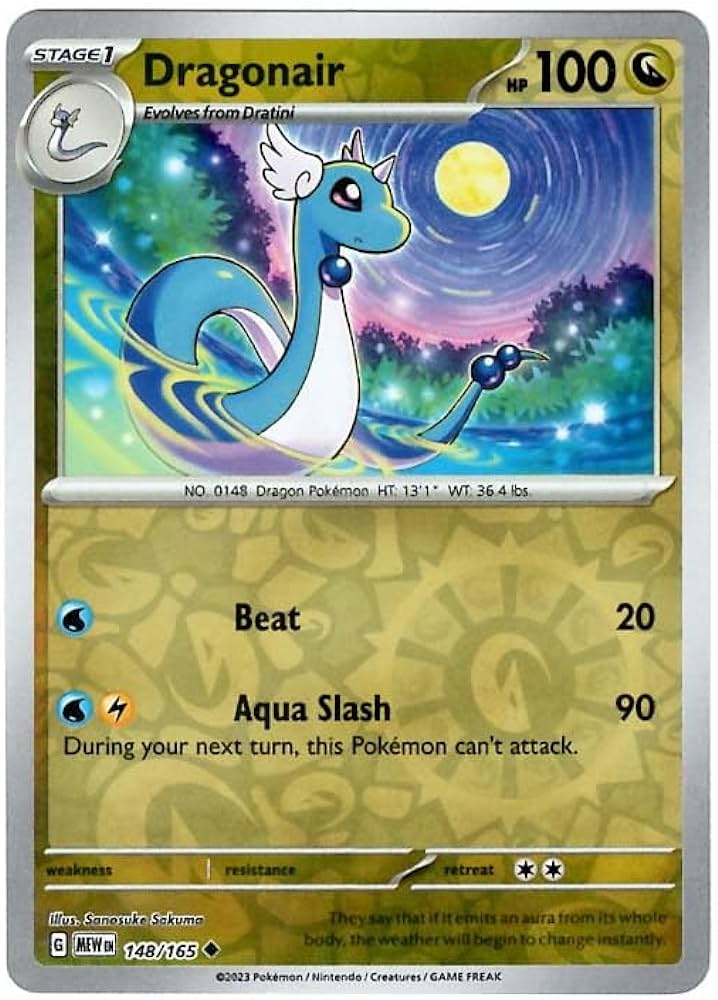 STAGE 1
Dragonair
HP 100
Evolves from Dratini
NO. 0148 Dragon Pokémon HT: 13'1" WT: 36.4 lbs.
Beat 20
Aqua Slash 90
During your next turn, this Pokémon can't attack.
weakness resistance retreat
Illus. Sanosuke Sakuma
They say that if it emits an aura from its whole
body, the weather will begin to change instantly.
G MEW EN 148/165
©2023 Pokémon / Nintendo / Creatures / GAME FREAK